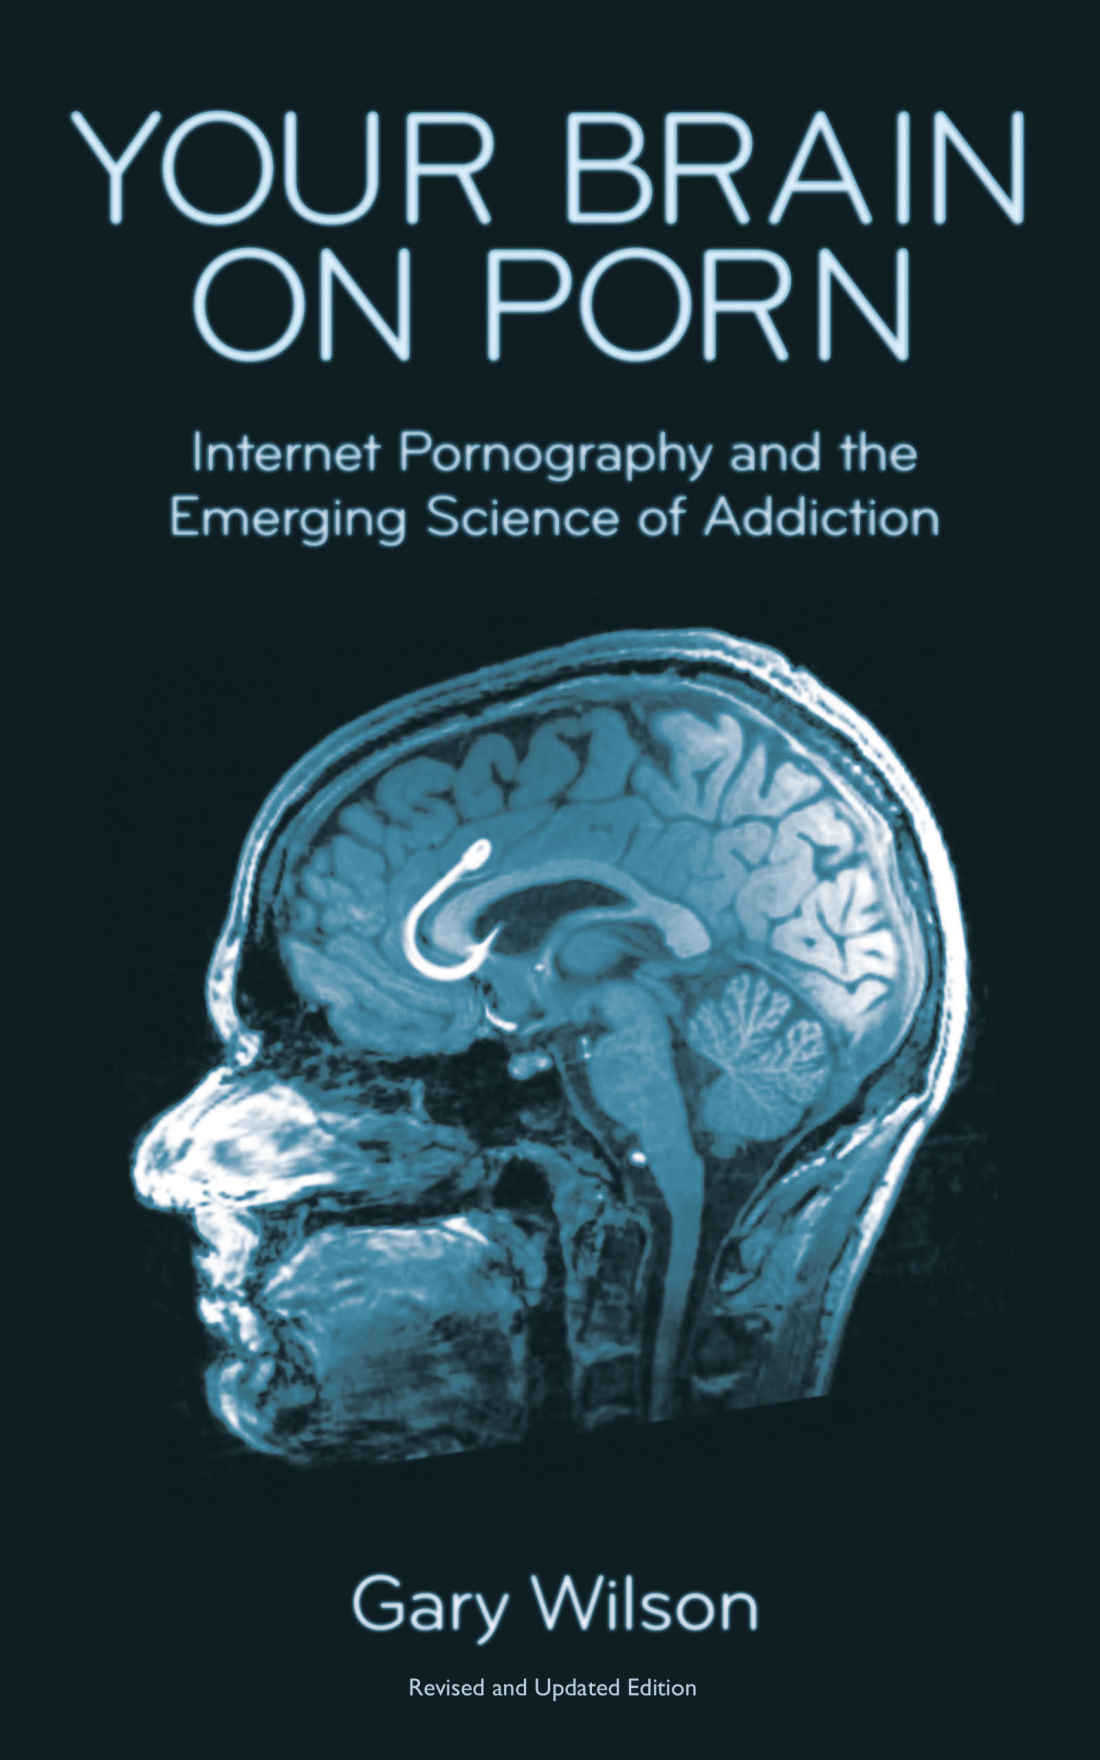 YOUR BRAIN
ON PORN
Internet Pornography and the
Emerging Science of Addiction
Gary Wilson
Revised and Updated Edition